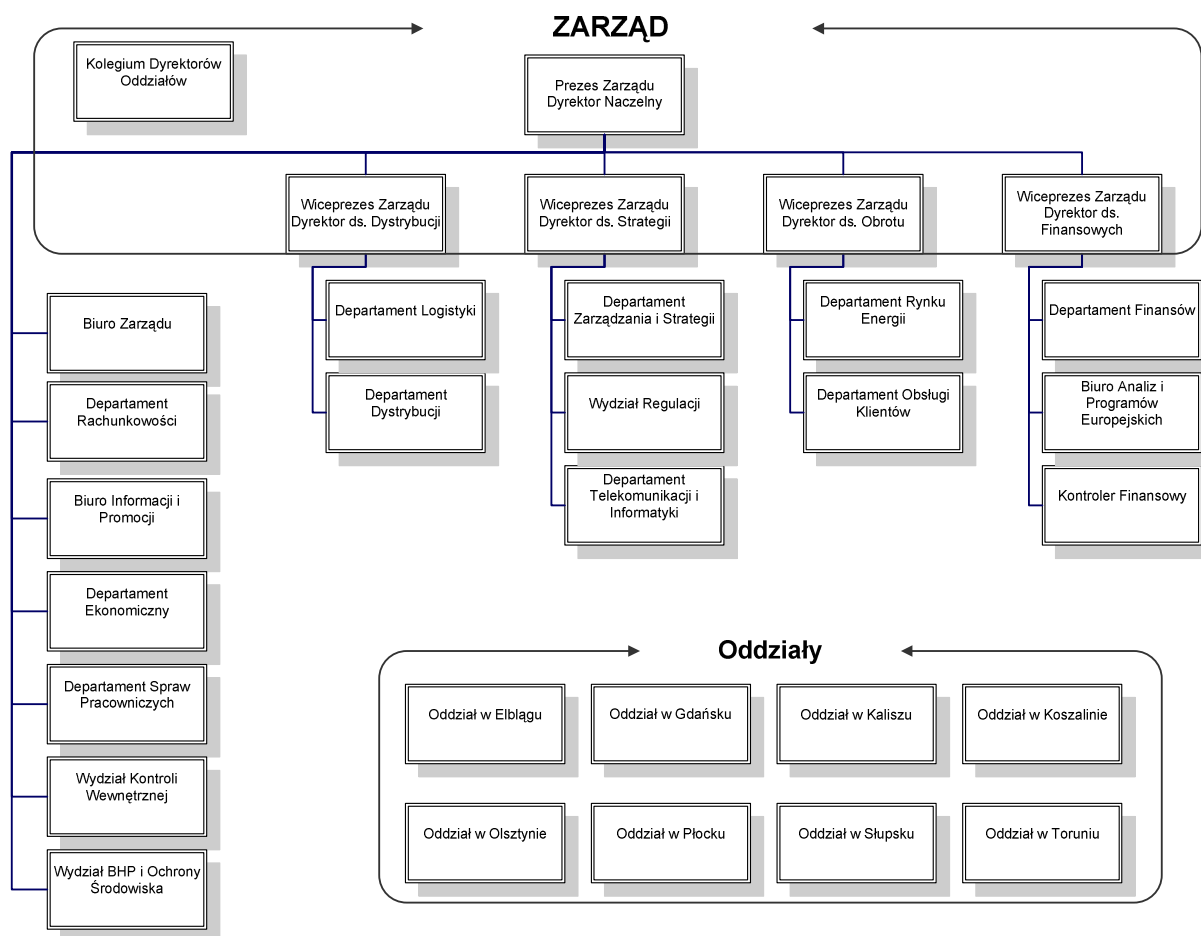 ZARZĄD
Kolegium Dyrektorów
Oddziałów
Prezes Zarządu
Dyrektor Naczelny
Wiceprezes Zarządu
Dyrektor ds. Dystrybucji
Wiceprezes Zarządu
Dyrektor ds. Strategii
Wiceprezes Zarządu
Dyrektor ds. Obrotu
Wiceprezes Zarządu
Dyrektor ds.
Finansowych
Biuro Zarządu
Departament
Rachunkowości
Biuro Informacji i
Promocji
Departament
Ekonomiczny
Departament Spraw
Pracowniczych
Wydział Kontroli
Wewnętrznej
Wydział BHP i Ochrony
Środowiska
Departament Logistyki
Departament
Dystrybucji
Departament
Zarządzania i Strategii
Wydział Regulacji
Departament
Telekomunikacji i
Informatyki
Departament Rynku
Energii
Departament Obsługi
Klientów
Departament Finansów
Biuro Analiz i
Programów
Europejskich
Kontroler Finansowy
Oddziały
Oddział w Elblągu
Oddział w Gdańsku
Oddział w Kaliszu
Oddział w Koszalinie
Oddział w Olsztynie
Oddział w Płocku
Oddział w Słupsku
Oddział w Toruniu